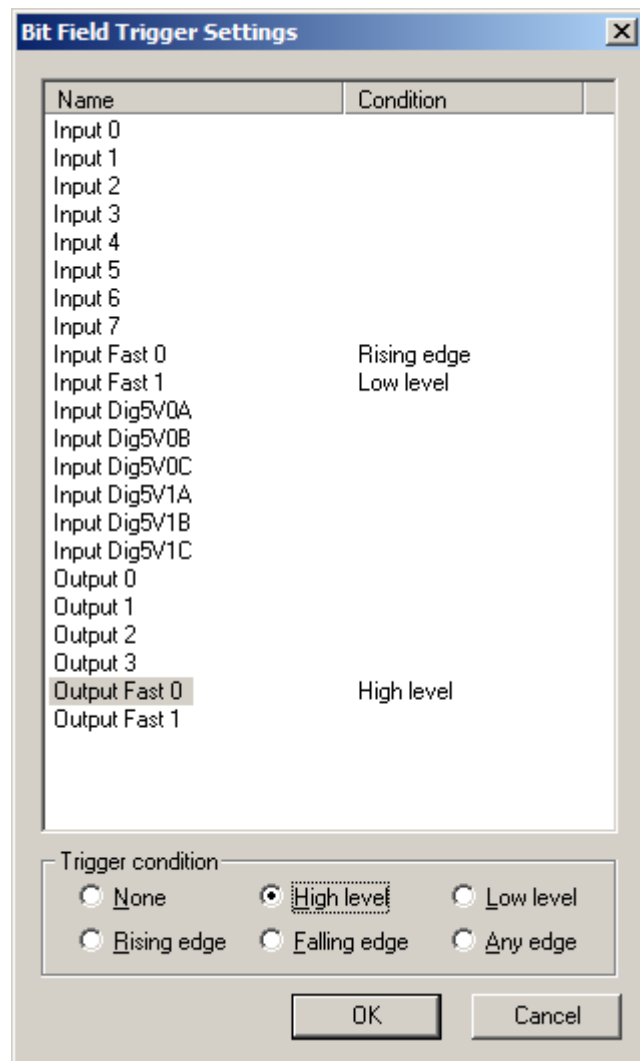 Bit Field Trigger Settings
Name Condition
Input 0
Input 1
Input 2
Input 3
Input 4
Input 5
Input 6
Input 7
Input Fast 0 Rising edge
Input Fast 1 Low level
Input Dig5V0A
Input Dig5V0B
Input Dig5V0C
Input Dig5V1A
Input Dig5V1B
Input Dig5V1C
Output 0
Output 1
Output 2
Output 3
Output Fast 0 High level
Output Fast 1
Trigger condition
None High level Low level
Rising edge Falling edge Any edge
OK Cancel